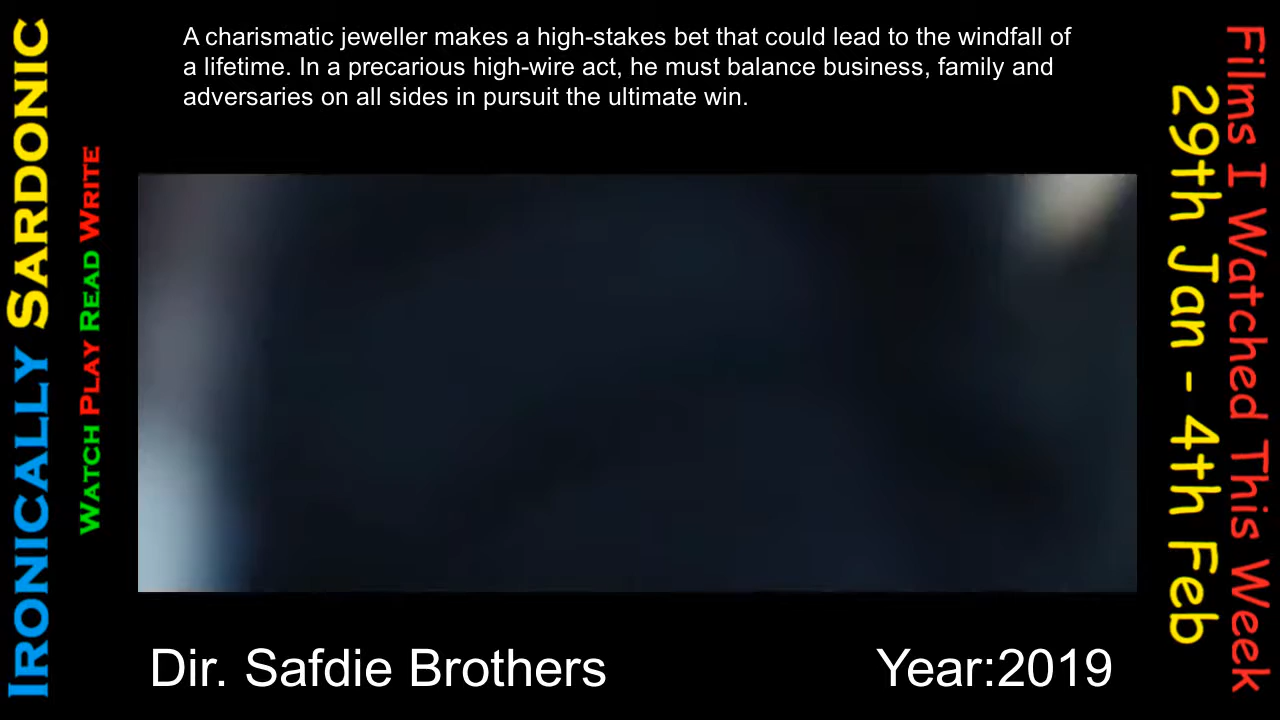 A charismatic jeweller makes a high-stakes bet that could lead to the windfall of
a lifetime. In a precarious high-wire act, he must balance business, family and
adversaries on all sides in pursuit the ultimate win.
IRONICALLY SARDONIC
WATCH PLAY READ WRITE
Films I Watched This Week
29th Jan - 4th Feb
Dir. Safdie Brothers
Year:2019